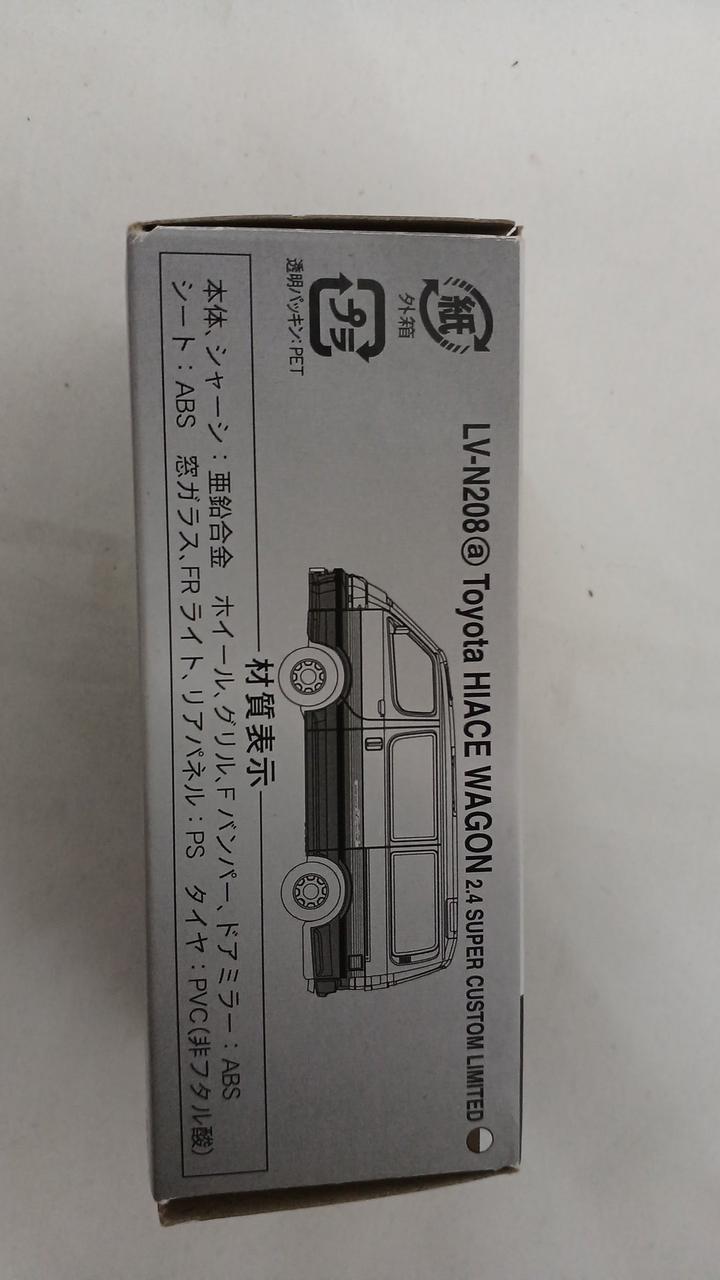 LV-N208ⓐ Toyota HIACE WAGON 2.4 SUPER CUSTOM LIMITED
紙
外箱
プラ
透明パッキン:PET
材質表示
本体、シャーシ：亜鉛合金　ホイール、グリル、Fバンパー、ドアミラー：ABS
シート：ABS　窓ガラス、FRライト、リアパネル：PS　タイヤ：PVC(非フタル酸)